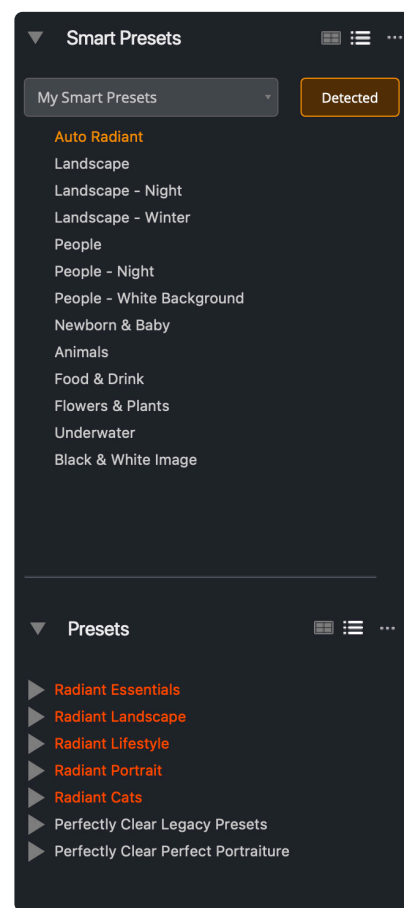 Smart Presets
My Smart Presets
Detected
Auto Radiant
Landscape
Landscape - Night
Landscape - Winter
People
People - Night
People - White Background
Newborn & Baby
Animals
Food & Drink
Flowers & Plants
Underwater
Black & White Image
Presets
Radiant Essentials
Radiant Landscape
Radiant Lifestyle
Radiant Portrait
Radiant Cats
Perfectly Clear Legacy Presets
Perfectly Clear Perfect Portraiture